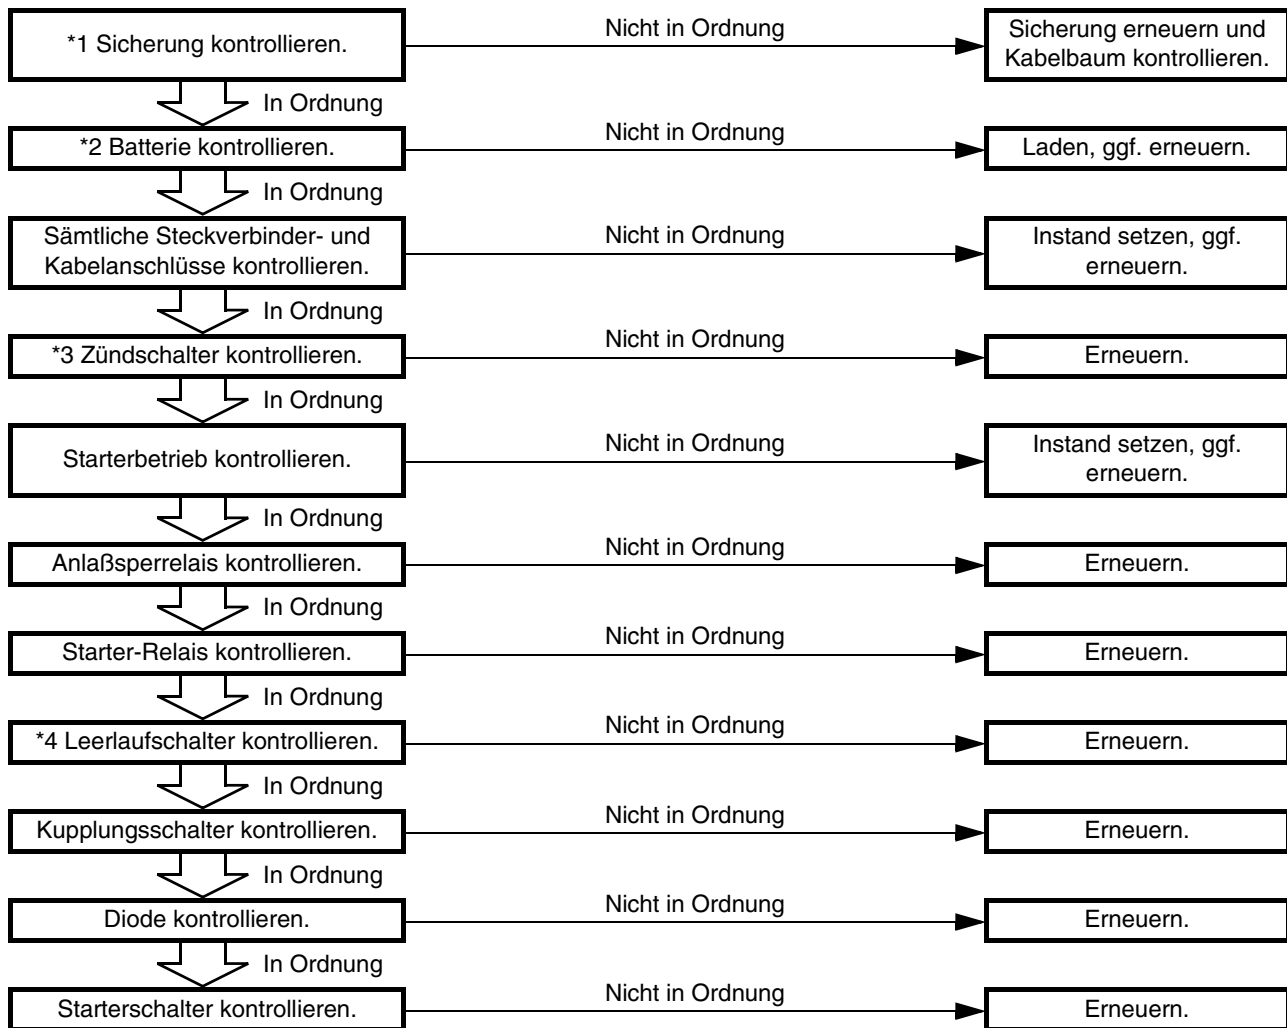 *1 Sicherung kontrollieren.
Nicht in Ordnung
Sicherung erneuern und
Kabelbaum kontrollieren.
In Ordnung
*2 Batterie kontrollieren.
Nicht in Ordnung
Laden, ggf. erneuern.
In Ordnung
Sämtliche Steckverbinder- und
Kabelanschlüsse kontrollieren.
Nicht in Ordnung
Instand setzen, ggf.
erneuern.
In Ordnung
*3 Zündschalter kontrollieren.
Nicht in Ordnung
Erneuern.
In Ordnung
Starterbetrieb kontrollieren.
Nicht in Ordnung
Instand setzen, ggf.
erneuern.
In Ordnung
Anlaßsperrelais kontrollieren.
Nicht in Ordnung
Erneuern.
In Ordnung
Starter-Relais kontrollieren.
Nicht in Ordnung
Erneuern.
In Ordnung
*4 Leerlaufschalter kontrollieren.
Nicht in Ordnung
Erneuern.
In Ordnung
Kupplungsschalter kontrollieren.
Nicht in Ordnung
Erneuern.
In Ordnung
Diode kontrollieren.
Nicht in Ordnung
Erneuern.
In Ordnung
Starterschalter kontrollieren.
Nicht in Ordnung
Erneuern.